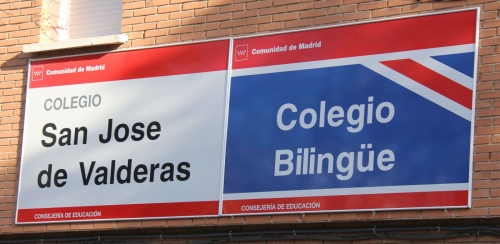 Comunidad de Madrid
COLEGIO
San Jose
de Valderas
CONSEJERÍA DE EDUCACIÓN
Comunidad de Madrid
Colegio
Bilingüe
CONSEJERÍA DE EDUCACIÓN